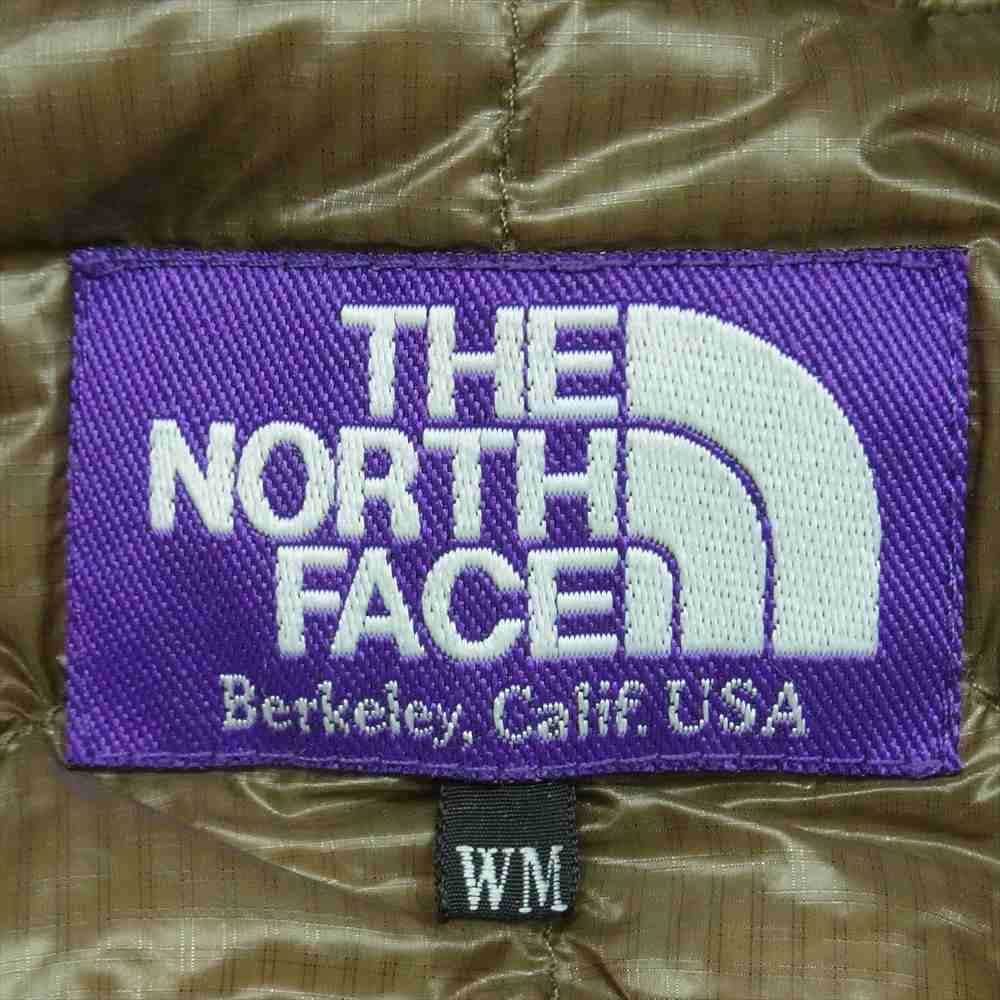 THE
NORTH
FACE
Berkeley, Calif. USA
WM